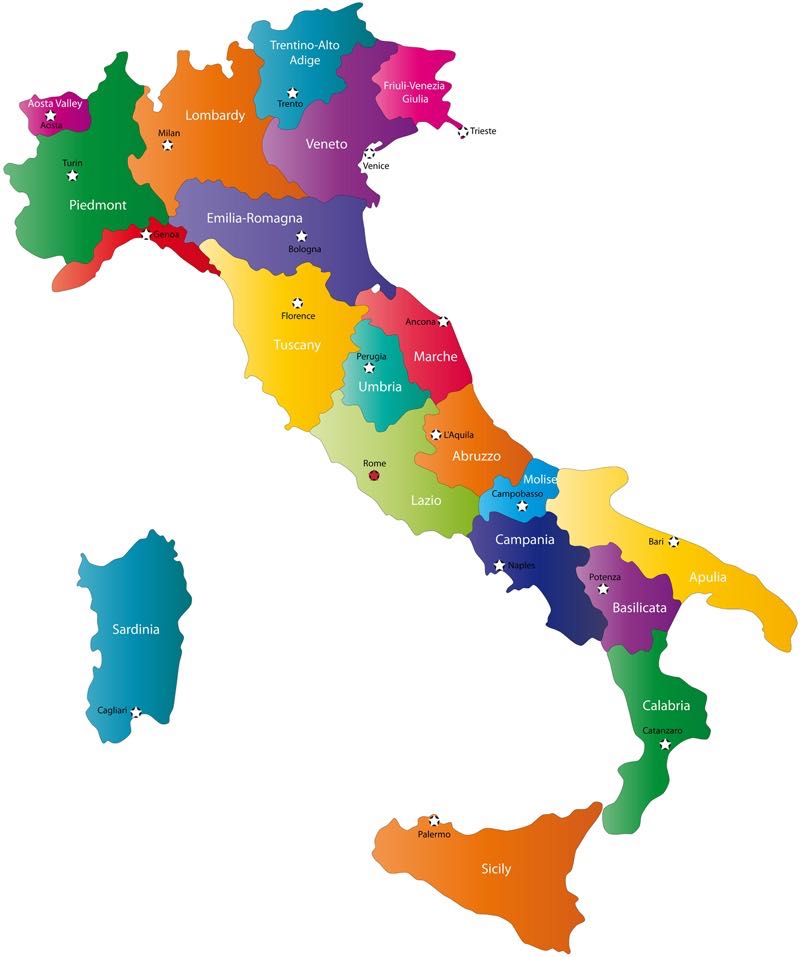 Trentino-Alto
Adige
Friuli-Venezia
Giulia
Trento
Aosta Valley
Aosta
Lombardy
Milan
Veneto
Trieste
Venice
Turin
Piedmont
Emilia-Romagna
Genoa
Bologna
Florence
Tuscany
Ancona
Marche
Perugia
Umbria
L'Aquila
Abruzzo
Rome
Lazio
Molise
Campobasso
Campania
Naples
Bari
Apulia
Potenza
Basilicata
Sardinia
Cagliari
Calabria
Catanzaro
Palermo
Sicily